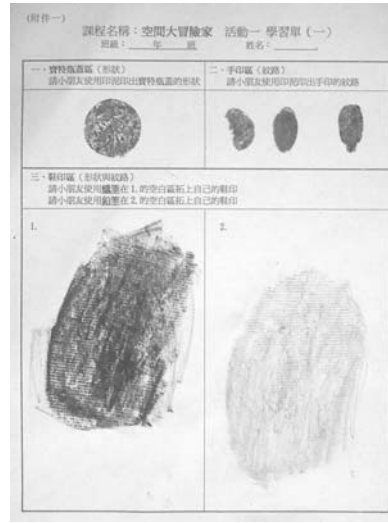 (附件一)
課程名稱：空間大冒險家 活動一 學習單（一）
班級：　　年　　班　　姓名：
一、寶特瓶蓋區（形狀）
請小朋友使用印泥印出寶特瓶蓋的形狀
二、手印區（紋路）
請小朋友使用印泥印出手印的紋路
三、鞋印區（形狀與紋路）
請小朋友使用蠟筆在1.的空白區拓上自己的鞋印
請小朋友使用鉛筆在2.的空白區拓上自己的鞋印
1.
2.